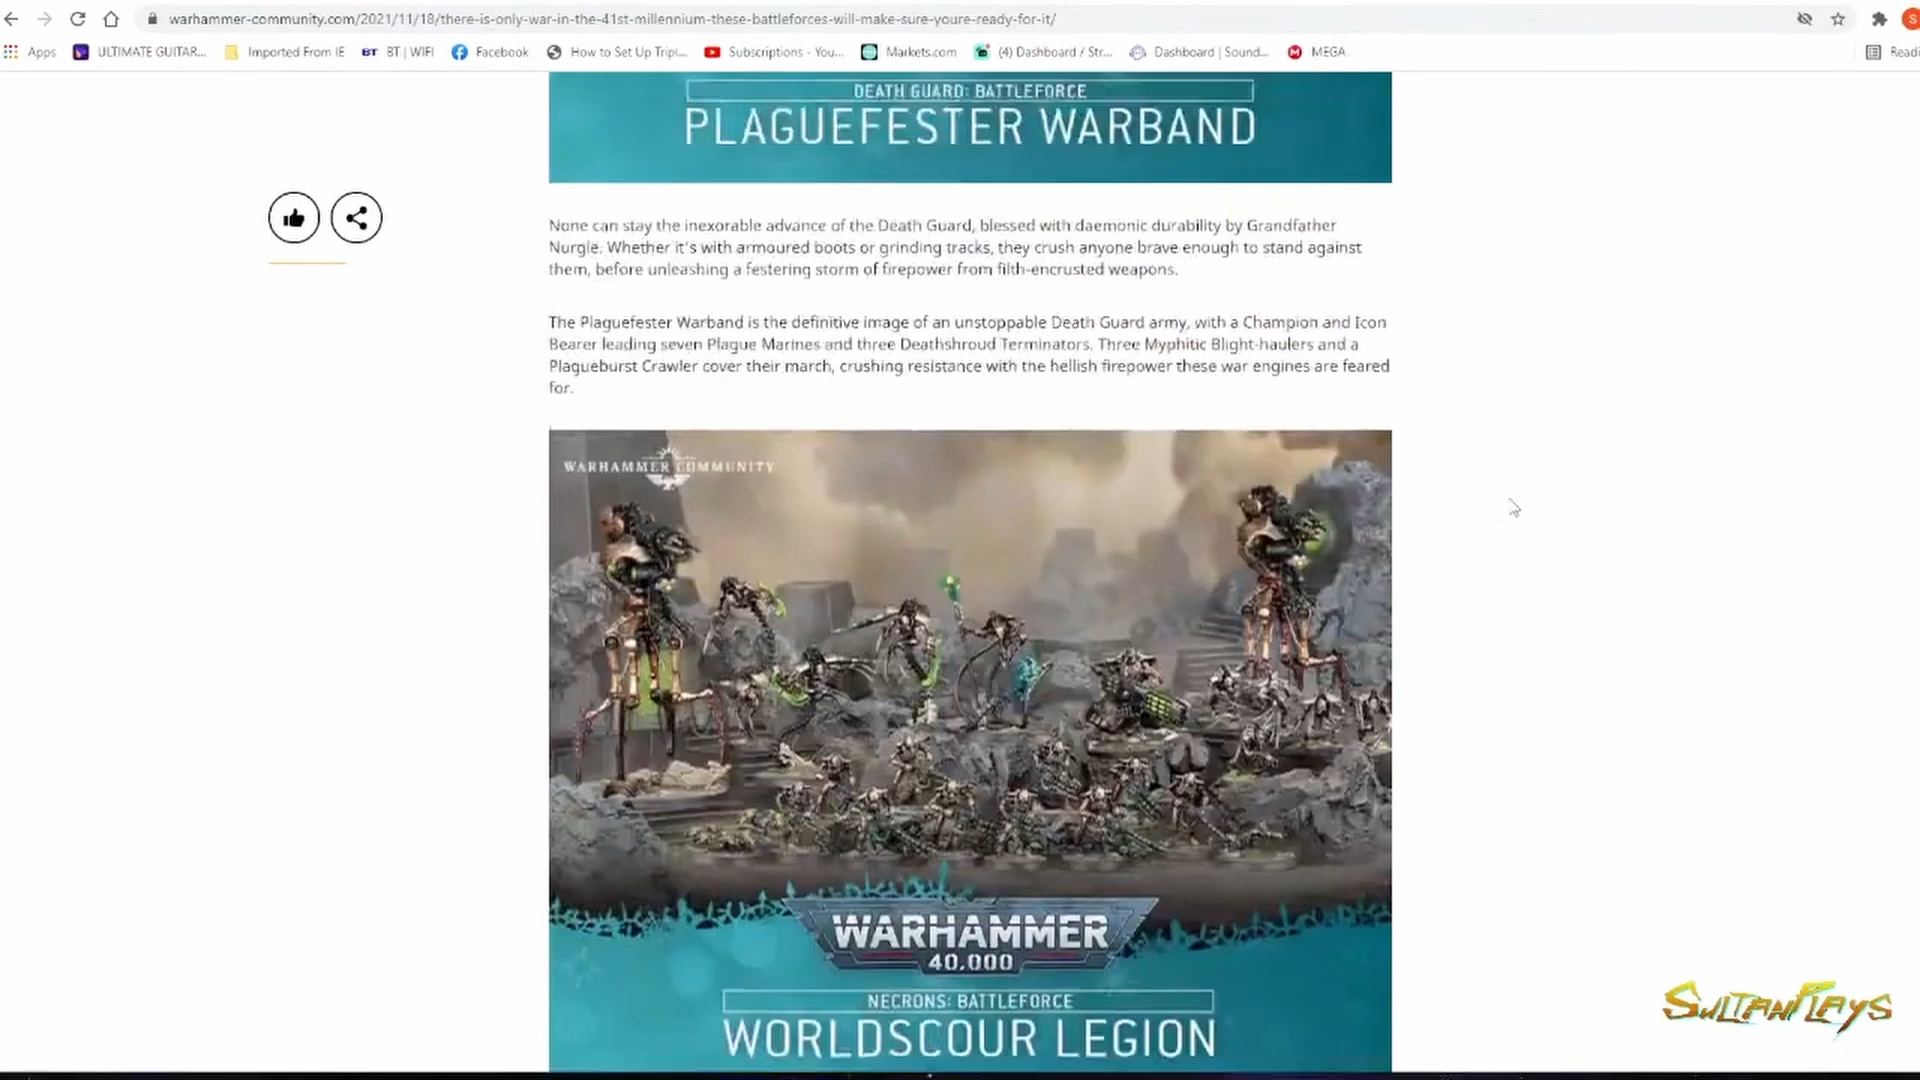 warhammer-community.com/2021/11/18/there-is-only-war-in-the-41st-millennium-these-battleforces-will-make-sure-youre-ready-for-it/
S
Apps
ULTIMATE GUITAR...
Imported From IE
BT BT | WIFI
Facebook
How to Set Up Tripl...
Subscriptions - You...
Markets.com
(4) Dashboard / Str...
Dashboard | Sound...
M MEGA
Readi
DEATH GUARD: BATTLEFORCE
PLAGUEFESTER WARBAND
None can stay the inexorable advance of the Death Guard, blessed with daemonic durability by Grandfather
Nurgle. Whether it's with armoured boots or grinding tracks, they crush anyone brave enough to stand against
them, before unleashing a festering storm of firepower from filth-encrusted weapons.
The Plaguefester Warband is the definitive image of an unstoppable Death Guard army, with a Champion and Icon
Bearer leading seven Plague Marines and three Deathshroud Terminators. Three Myphitic Blight-haulers and a
Plagueburst Crawler cover their march, crushing resistance with the hellish firepower these war engines are feared
for.
WARHAMMER COMMUNITY
WARHAMMER
40,000
NECRONS: BATTLEFORCE
WORLDSCOUR LEGION
SULTANPLAYS